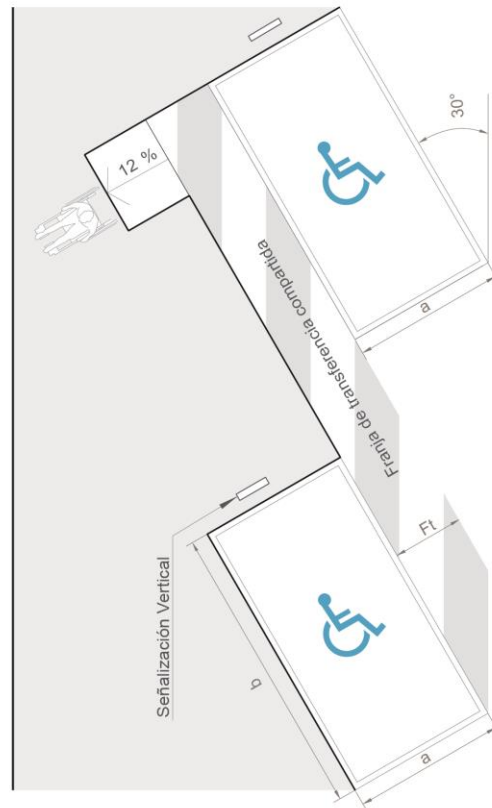 12 %
30°
Franja de transferencia compartida
a
Señalización Vertical
Ft
b
a